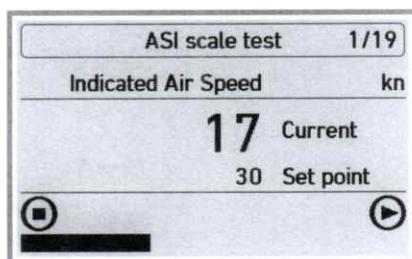 ASI scale test 1/19
Indicated Air Speed kn
17 Current
30 Set point